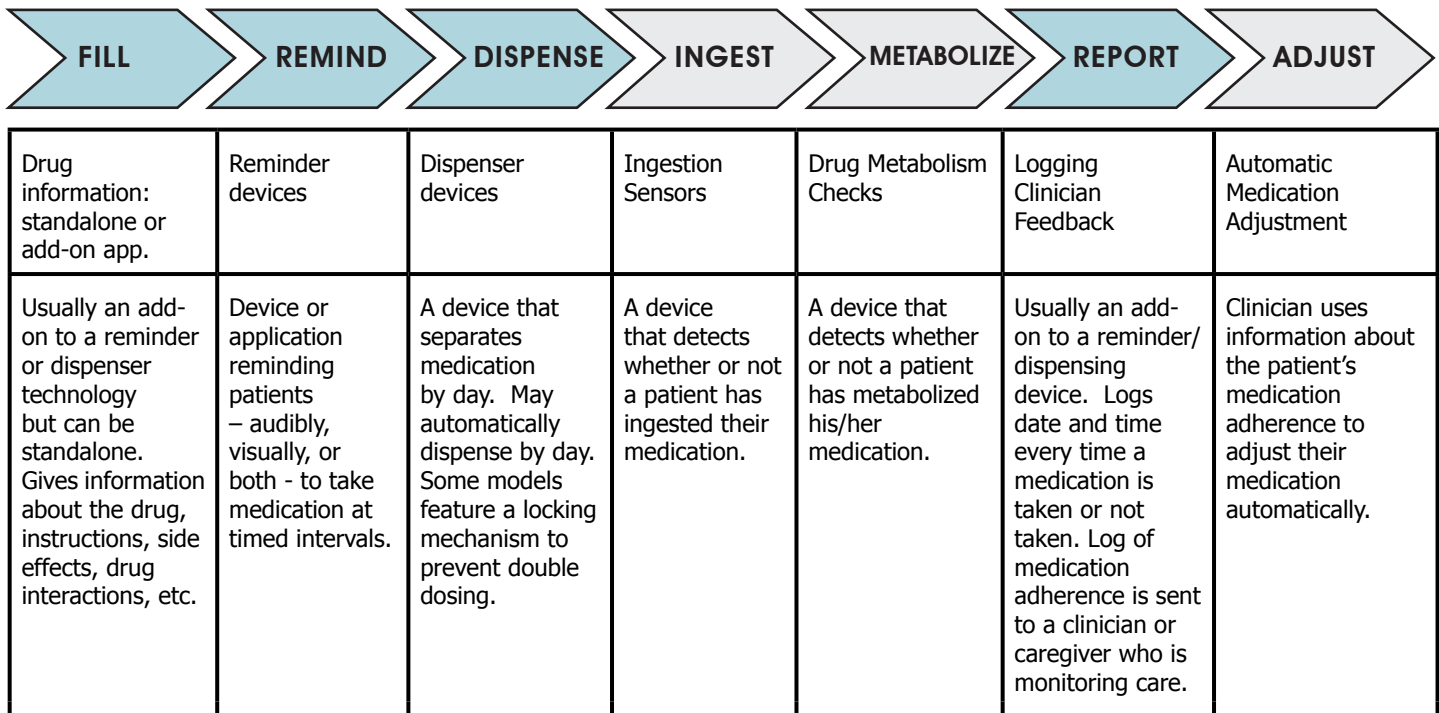 FILL
REMIND
DISPENSE
INGEST
METABOLIZE
REPORT
ADJUST
Drug
information:
standalone or
add-on app.
Reminder
devices
Dispenser
devices
Ingestion
Sensors
Drug Metabolism
Checks
Logging
Clinician
Feedback
Automatic
Medication
Adjustment
Usually an add-
on to a reminder
or dispenser
technology
but can be
standalone.
Gives information
about the drug,
instructions, side
effects, drug
interactions, etc.
Device or
application
reminding
patients
– audibly,
visually, or
both - to take
medication at
timed intervals.
A device that
separates
medication
by day.  May
automatically
dispense by day.
Some models
feature a locking
mechanism to
prevent double
dosing.
A device
that detects
whether or not
a patient has
ingested their
medication.
A device that
detects whether
or not a patient
has metabolized
his/her
medication.
Usually an add-
on to a reminder/
dispensing
device.  Logs
date and time
every time a
medication is
taken or not
taken. Log of
medication
adherence is sent
to a clinician or
caregiver who is
monitoring care.
Clinician uses
information about
the patient’s
medication
adherence to
adjust their
medication
automatically.